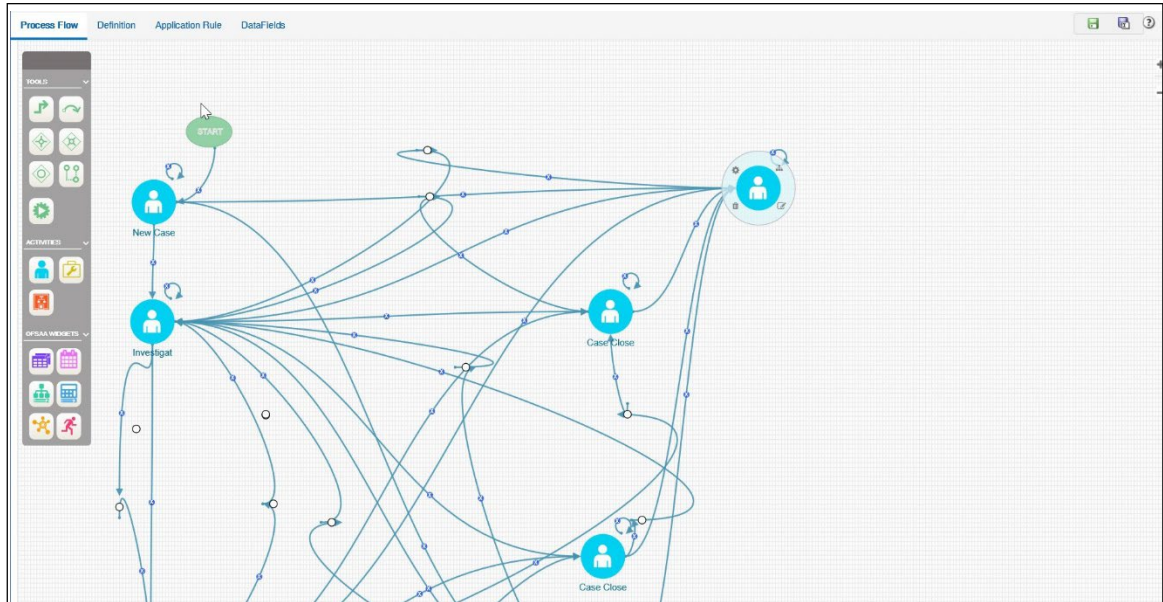 Process Flow Definition Application Rule DataFields
TOOLS
START
New Case
ACTIVITIES
OFSAA WIDGETS
Investigat
Case Close
Case Close